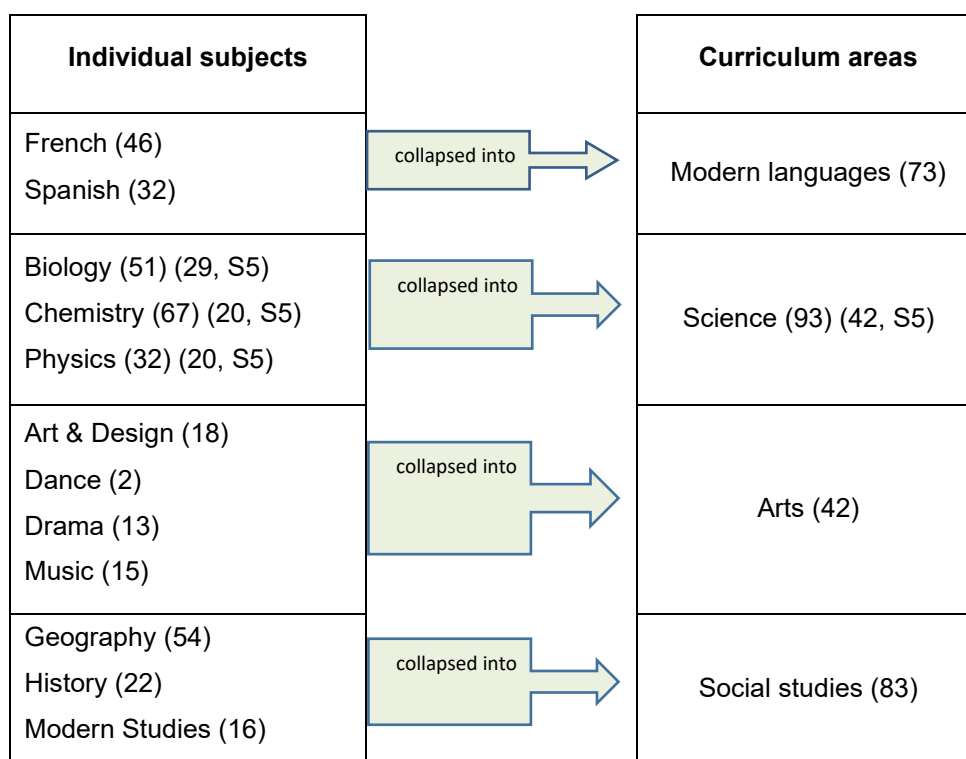 Individual subjects
Curriculum areas
French (46)
Spanish (32)
collapsed into
Modern languages (73)
Biology (51) (29, S5)
Chemistry (67) (20, S5)
Physics (32) (20, S5)
collapsed into
Science (93) (42, S5)
Art & Design (18)
Dance (2)
Drama (13)
Music (15)
collapsed into
Arts (42)
Geography (54)
History (22)
Modern Studies (16)
collapsed into
Social studies (83)